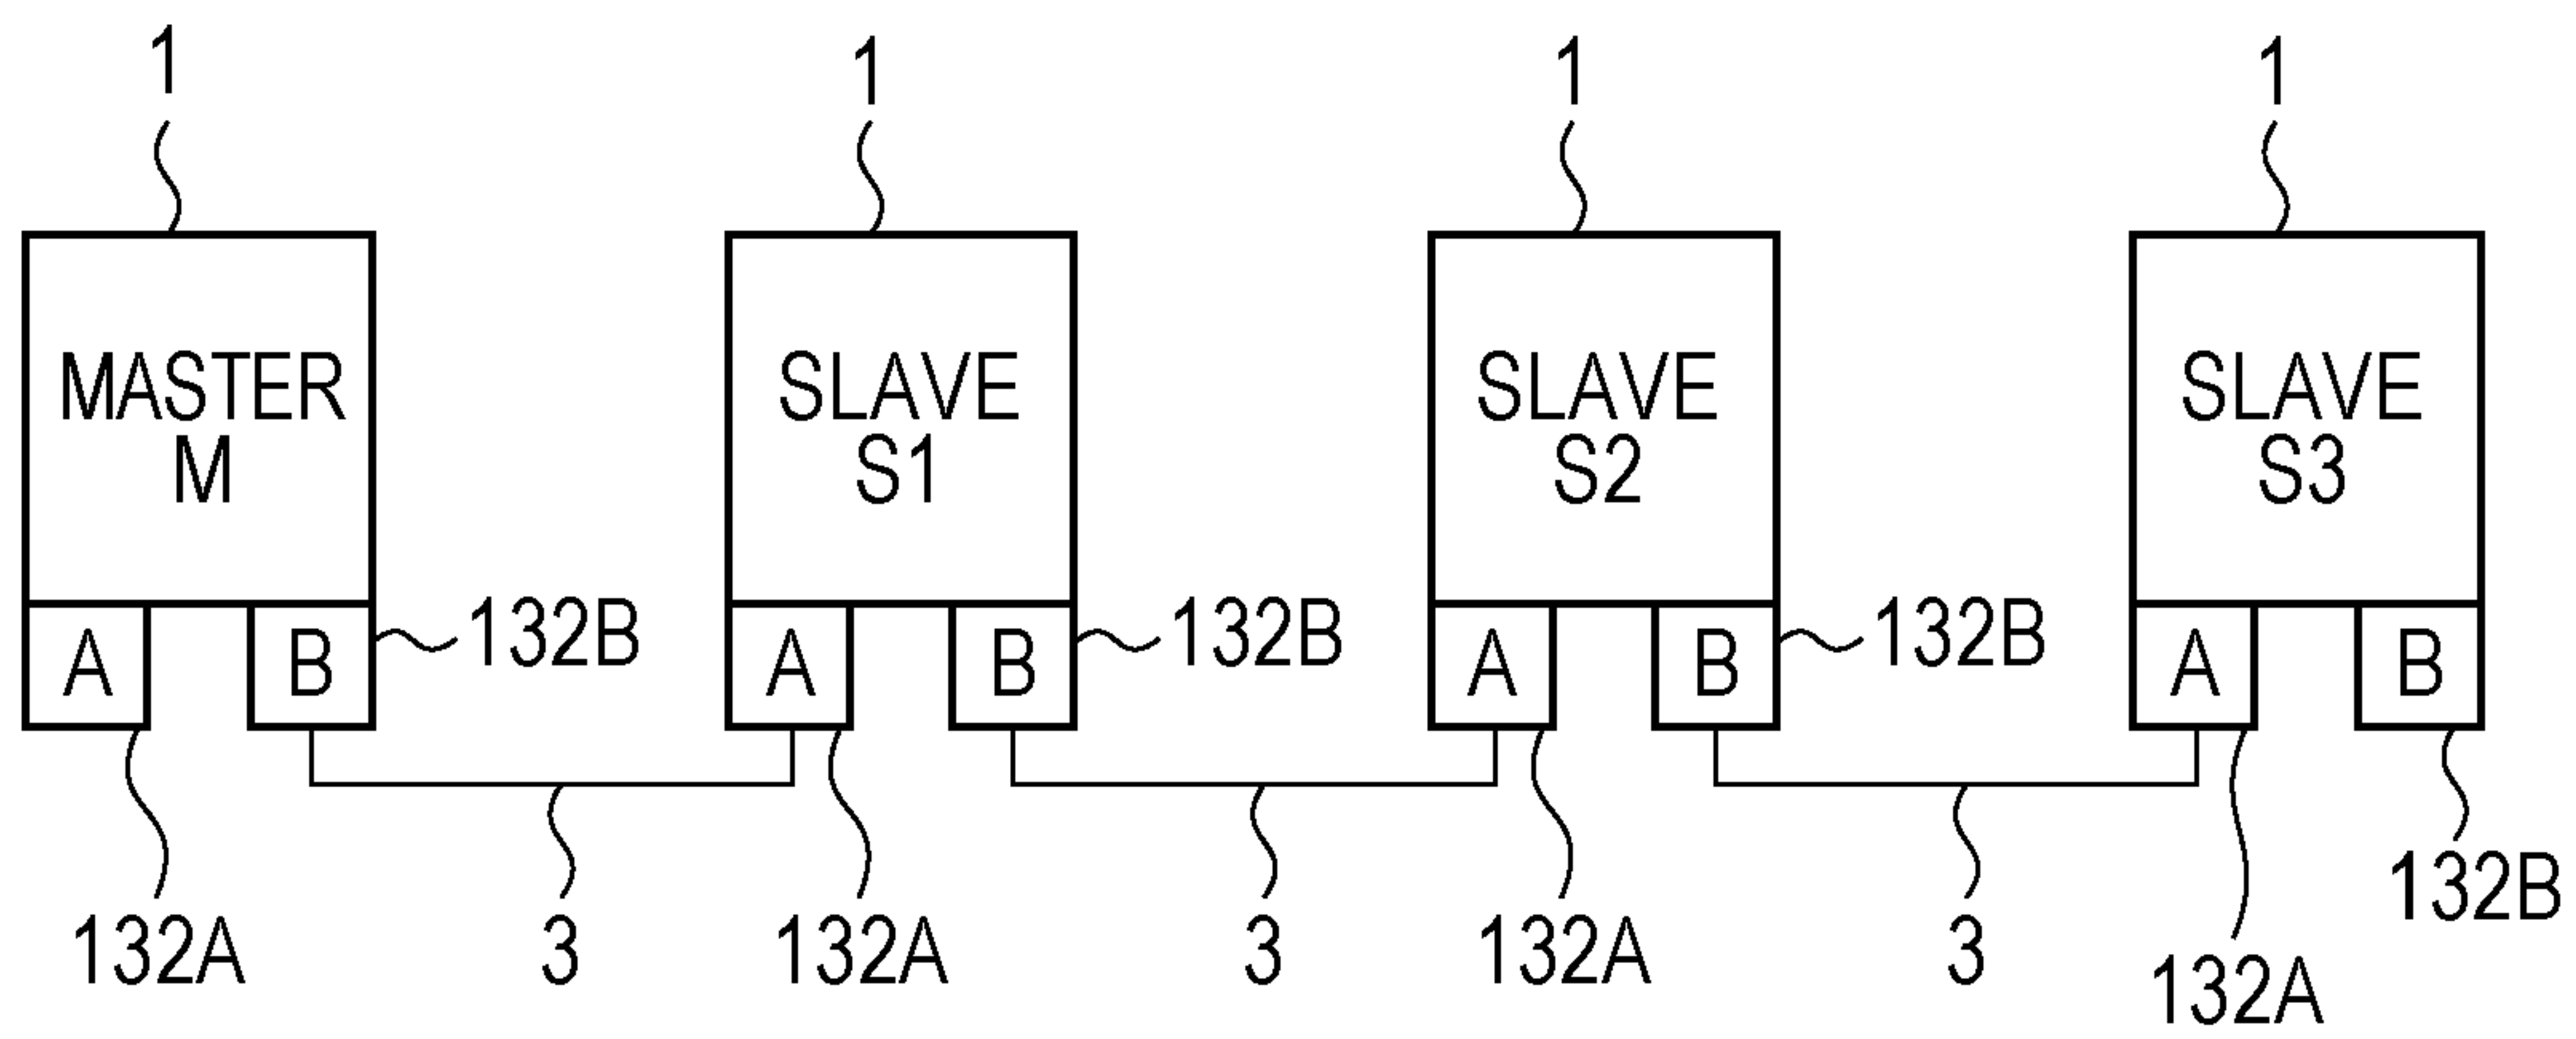 1 1 1 1
MASTER SLAVE SLAVE SLAVE
M S1 S2 S3
A B 132B A B 132B A B 132B A B
132B
132A 3 132A 3 132A 3
132A